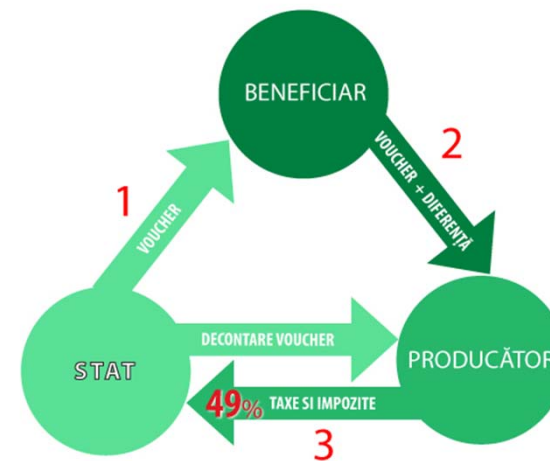 BENEFICIAR
1
VOUCHER
2
VOUCHER + DIFERENȚĂ
STAT
DECONTARE VOUCHER
PRODUCĂTOR
49% TAXE SI IMPOZITE
3